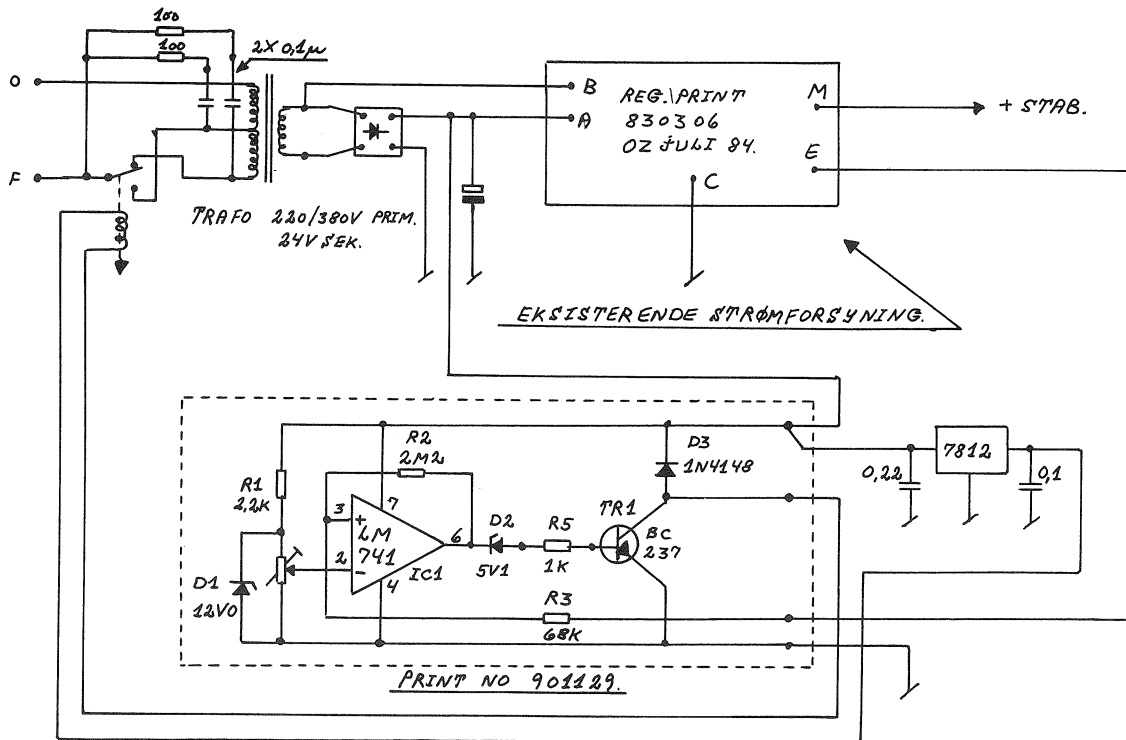 100
100
2X0,1µ
O
F
TRAFO 220/380V PRIM.
24V SEK.
B
A
REG.\PRINT
830306
OZ JULI 84.
C
M
E
+ STAB.
EKSISTERENDE STRØMFORSYNING.
R1
2,2K
R2
2M2
3
+
LM
741
2
-
7
4
6
IC1
D1
12V0
D2
5V1
R5
1K
TR1
BC
237
D3
1N4148
R3
68K
0,22
7812
0,1
PRINT NO 901129.